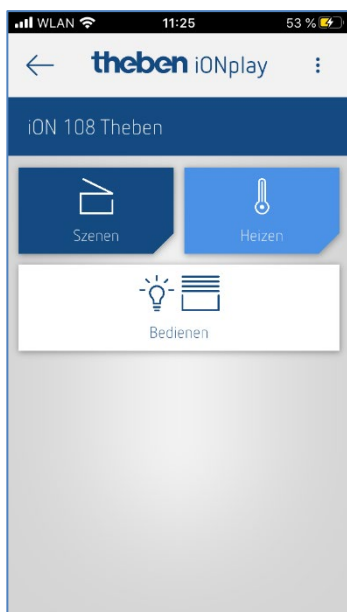 WLAN 11:25 53 %
theben iONplay
iON 108 Theben
Szenen Heizen
Bedienen